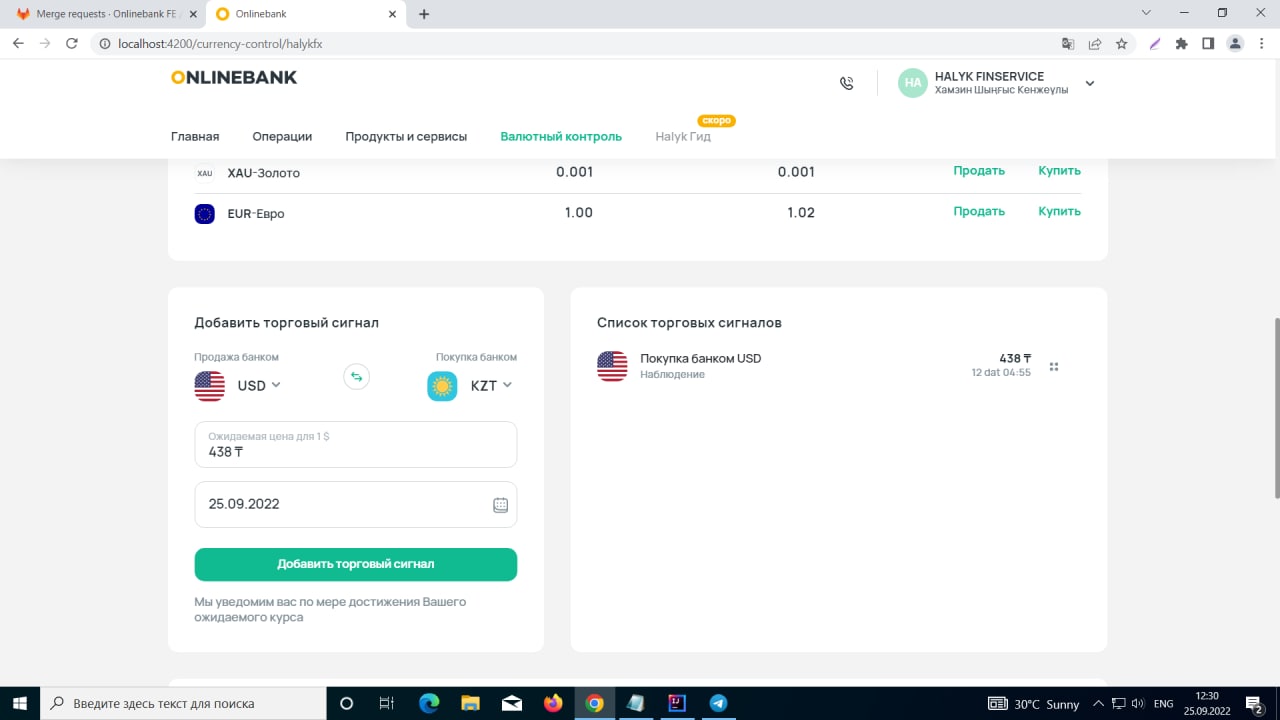 Merge requests · Onlinebank FE /
Onlinebank
localhost:4200/currency-control/halykfx
ONLINEBANK
HA
HALYK FINSERVICE
Хамзин Шыңғыс Кенжеулы
скоро
Главная Операции Продукты и сервисы Валютный контроль Halyk Гид
XAU XAU-Золото 0.001 0.001 Продать Купить
EUR-Евро 1.00 1.02 Продать Купить
Добавить торговый сигнал
Продажа банком Покупка банком
USD KZT
Ожидаемая цена для 1 $
438 ₸
25.09.2022
Добавить торговый сигнал
Мы уведомим вас по мере достижения Вашего
ожидаемого курса
Список торговых сигналов
Покупка банком USD 438 ₸
Наблюдение 12 dat 04:55
Введите здесь текст для поиска
30°C Sunny
ENG
12:30
25.09.2022
2